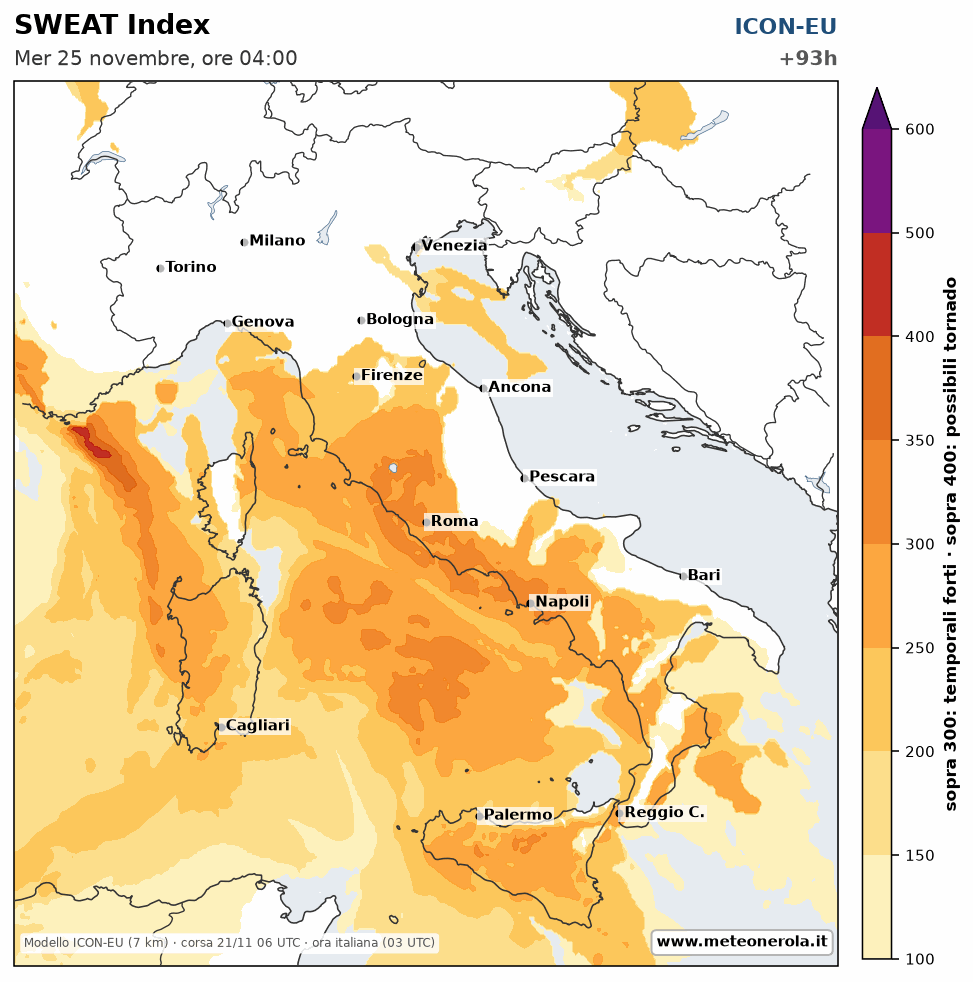 SWEAT Index
ICON-EU
Mer 25 novembre, ore 04:00
+93h
600
500
400
350
300
250
200
150
100
sopra 300: temporali forti · sopra 400: possibili tornado
Milano
Venezia
Torino
Genova
Bologna
Firenze
Ancona
Pescara
Roma
Bari
Napoli
Cagliari
Palermo
Reggio C.
Modello ICON-EU (7 km) · corsa 21/11 06 UTC · ora italiana (03 UTC)
www.meteonerola.it